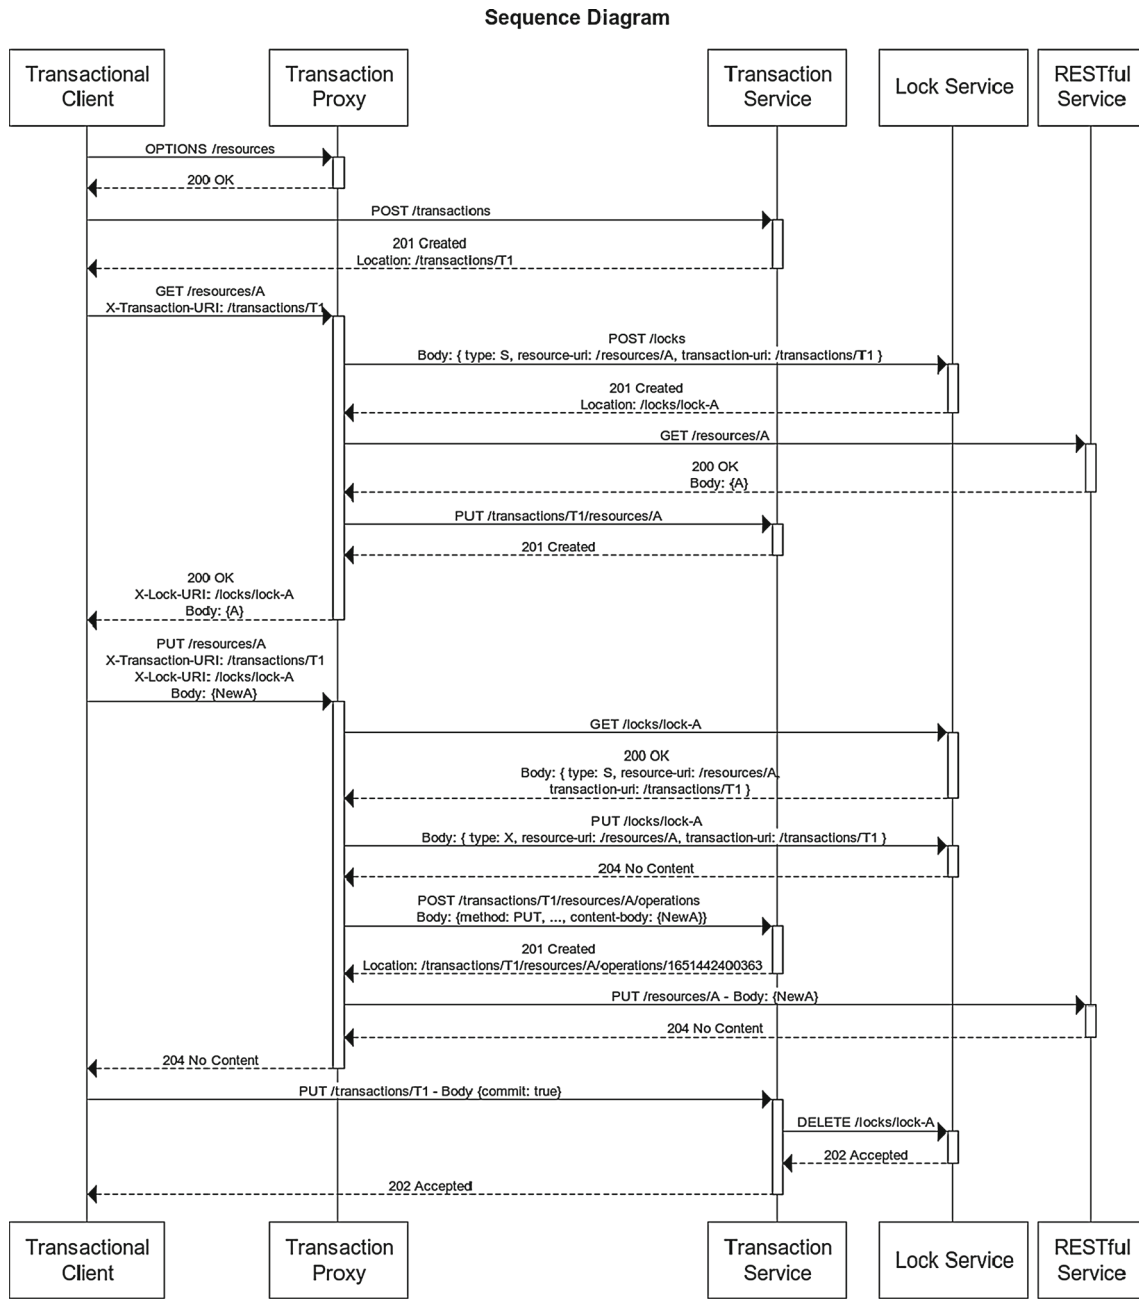 Sequence Diagram
Transactional
Client
Transaction
Proxy
Transaction
Service
Lock Service
RESTful
Service
OPTIONS /resources
200 OK
POST /transactions
201 Created
Location: /transactions/T1
GET /resources/A
X-Transaction-URI: /transactions/T1
POST /locks
Body: { type: S, resource-uri: /resources/A, transaction-uri: /transactions/T1 }
201 Created
Location: /locks/lock-A
GET /resources/A
200 OK
Body: {A}
PUT /transactions/T1/resources/A
201 Created
200 OK
X-Lock-URI: /locks/lock-A
Body: {A}
PUT /resources/A
X-Transaction-URI: /transactions/T1
X-Lock-URI: /locks/lock-A
Body: {NewA}
GET /locks/lock-A
200 OK
Body: { type: S, resource-uri: /resources/A,
transaction-uri: /transactions/T1 }
PUT /locks/lock-A
Body: { type: X, resource-uri: /resources/A, transaction-uri: /transactions/T1 }
204 No Content
POST /transactions/T1/resources/A/operations
Body: {method: PUT, ..., content-body: {NewA}}
201 Created
Location: /transactions/T1/resources/A/operations/1651442400363
PUT /resources/A - Body: {NewA}
204 No Content
204 No Content
PUT /transactions/T1 - Body {commit: true}
DELETE /locks/lock-A
202 Accepted
202 Accepted
Transactional
Client
Transaction
Proxy
Transaction
Service
Lock Service
RESTful
Service